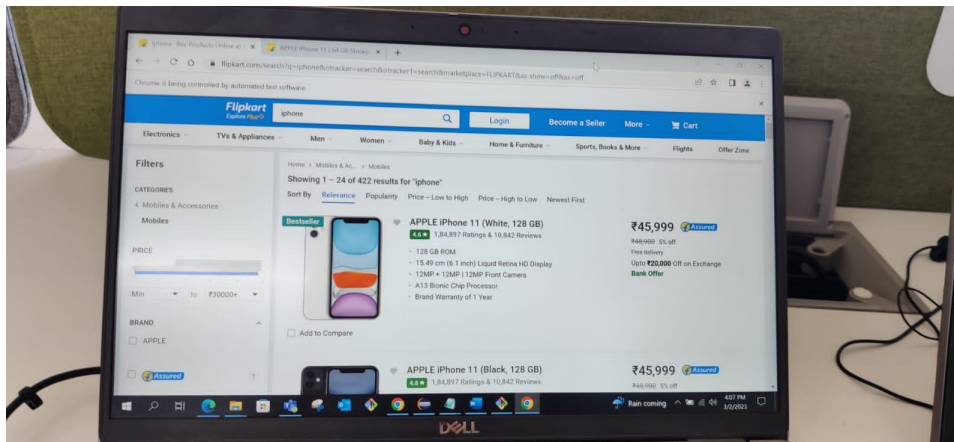 Iphone- Buy Products Online at
APPLE iPhone 11 ( 64 GB Storage
flipkart.com/search?q=iphone&otracker=search&otracker1=search&marketplace=FLIPKART&as-show=off&as=off
Chrome is being controlled by automated test software.
Flipkart
Explore Plus
iphone
Login
Become a Seller
More
Cart
Electronics
TVs & Appliances
Men
Women
Baby & Kids
Home & Furniture
Sports, Books & More
Flights
Offer Zone
Filters
CATEGORIES
< Mobiles & Accessories
Mobiles
PRICE
Min to ₹30000+
BRAND
APPLE
Assured
?
Home > Mobiles & Ac... > Mobiles
Showing 1 – 24 of 422 results for "iphone"
Sort By Relevance Popularity Price – Low to High Price – High to Low Newest First
Bestseller
APPLE iPhone 11 (White, 128 GB)
4.6 ★ 1,84,897 Ratings & 10,842 Reviews
128 GB ROM
15.49 cm (6.1 inch) Liquid Retina HD Display
12MP + 12MP | 12MP Front Camera
A13 Bionic Chip Processor
Brand Warranty of 1 Year
₹45,999 Assured
₹48,900 5% off
Free delivery
Upto ₹20,000 Off on Exchange
Bank Offer
Add to Compare
APPLE iPhone 11 (Black, 128 GB)
4.6 ★ 1,84,897 Ratings & 10,842 Reviews
₹45,999 Assured
₹48,900 5% off
Rain coming
4:07 PM
3/2/2023
DELL